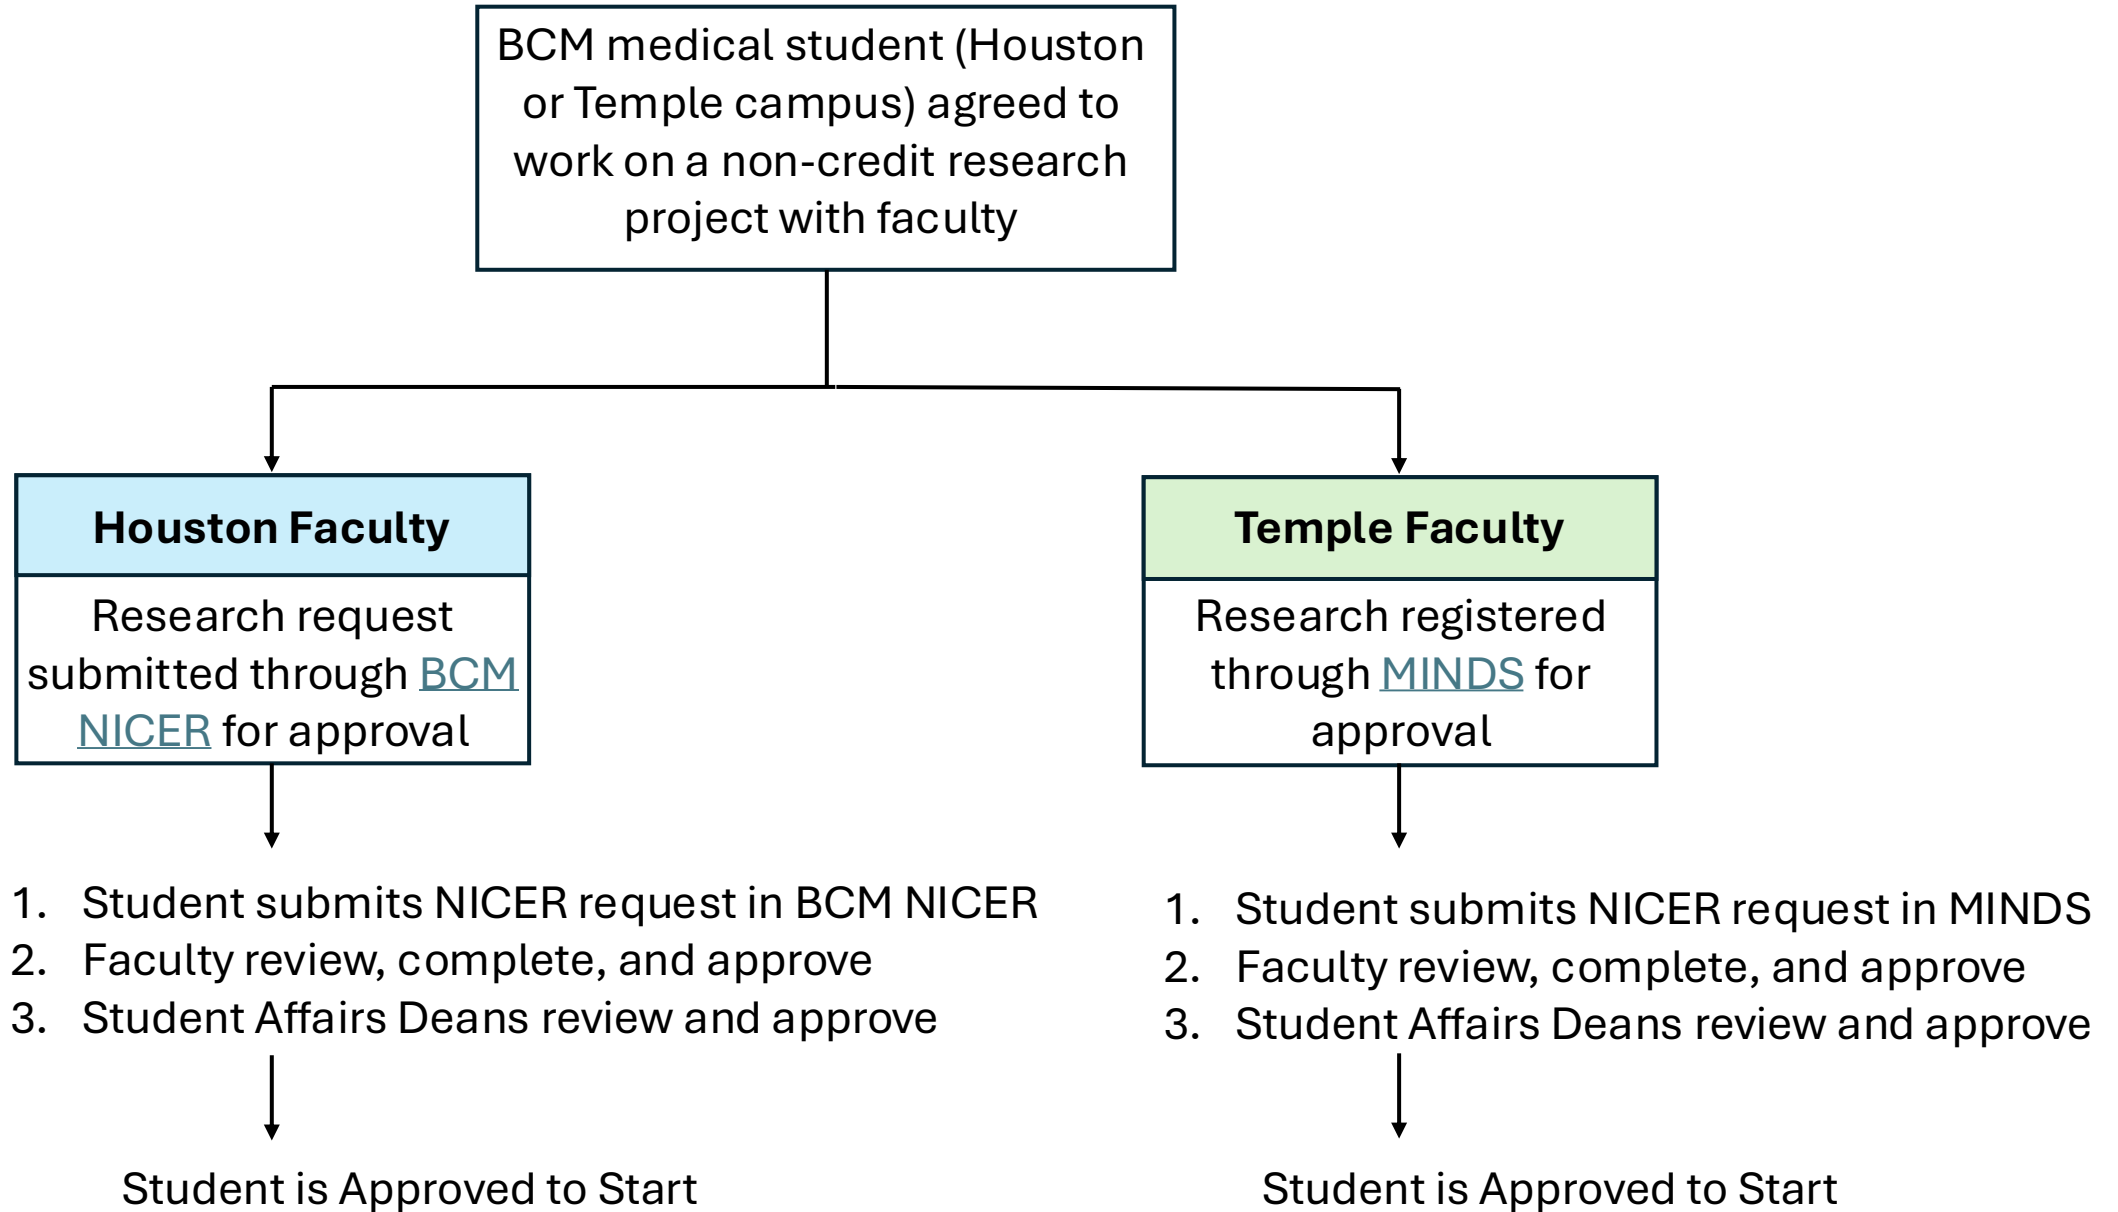 BCM medical student (Houston
or Temple campus) agreed to
work on a non-credit research
project with faculty
Houston Faculty
Research request
submitted through BCM
NICER for approval
Temple Faculty
Research registered
through MINDS for
approval
1. Student submits NICER request in BCM NICER
2. Faculty review, complete, and approve
3. Student Affairs Deans review and approve
1. Student submits NICER request in MINDS
2. Faculty review, complete, and approve
3. Student Affairs Deans review and approve
Student is Approved to Start
Student is Approved to Start